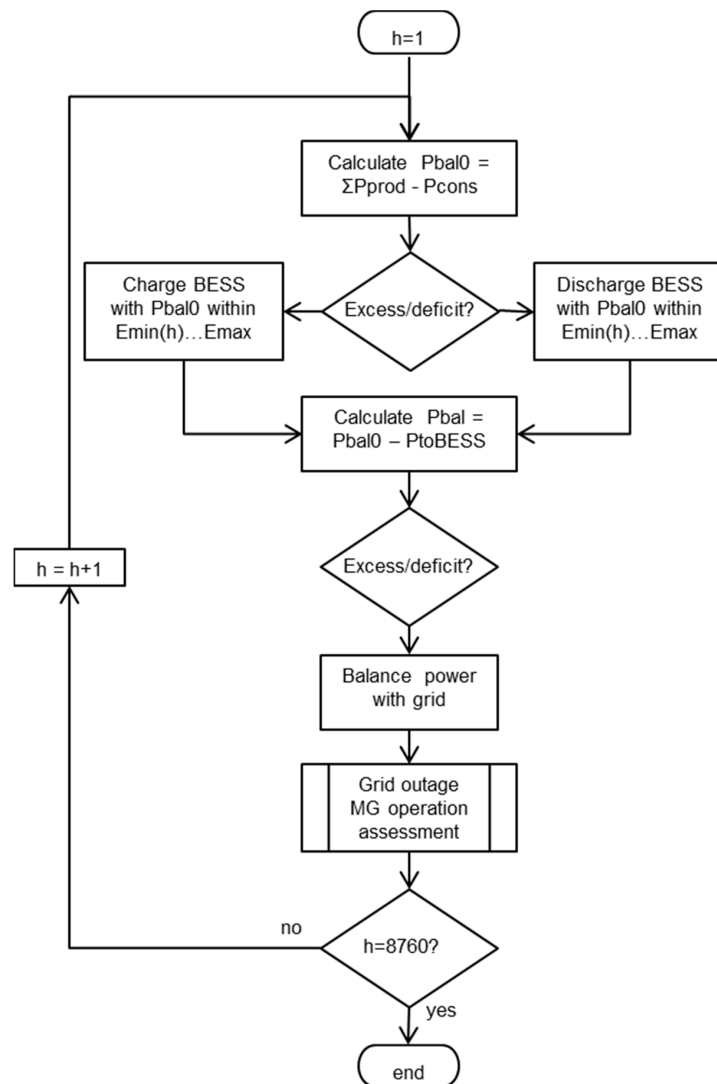 h=1
Calculate Pbal0 =
ΣPprod - Pcons
Charge BESS
with Pbal0 within
Emin(h)...Emax
Excess/deficit?
Discharge BESS
with Pbal0 within
Emin(h)...Emax
Calculate Pbal =
Pbal0 – PtoBESS
Excess/deficit?
h = h+1
Balance power
with grid
Grid outage
MG operation
assessment
no
h=8760?
yes
end